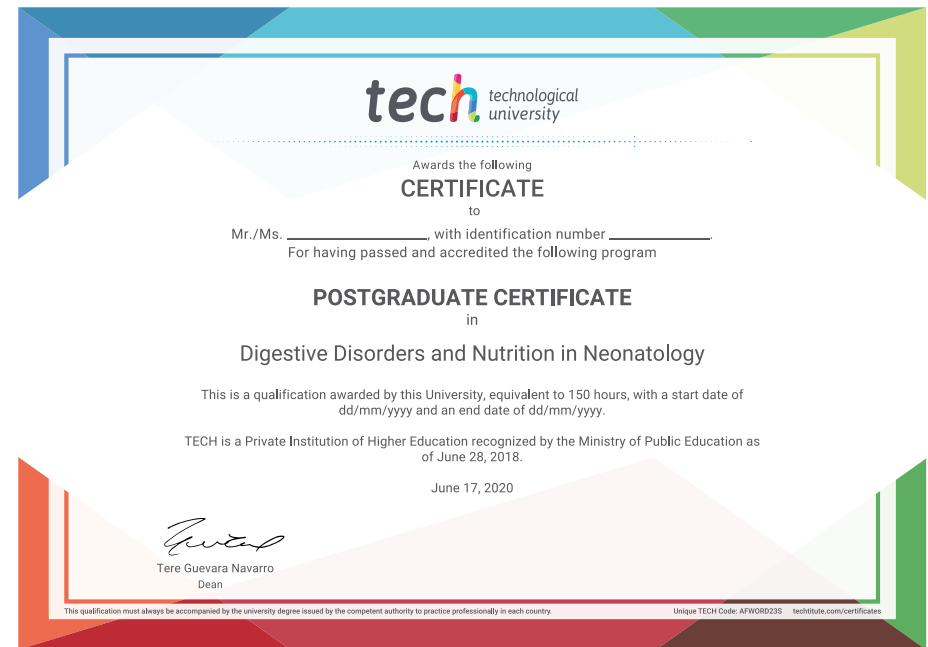 tech technological
university
Awards the following
CERTIFICATE
to
Mr./Ms. ____________________, with identification number ______________.
For having passed and accredited the following program
POSTGRADUATE CERTIFICATE
in
Digestive Disorders and Nutrition in Neonatology
This is a qualification awarded by this University, equivalent to 150 hours, with a start date of
dd/mm/yyyy and an end date of dd/mm/yyyy.
TECH is a Private Institution of Higher Education recognized by the Ministry of Public Education as
of June 28, 2018.
June 17, 2020
Tere Guevara Navarro
Dean
This qualification must always be accompanied by the university degree issued by the competent authority to practice professionally in each country.
Unique TECH Code: AFWORD23S techtitute.com/certificates